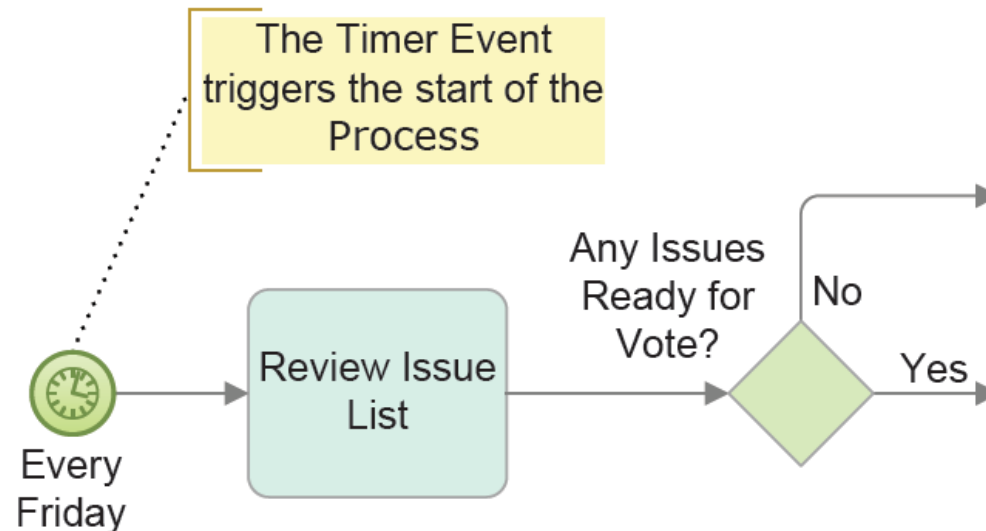 The Timer Event
triggers the start of the
Process
Any Issues
Ready for
Vote?
No
Yes
Review Issue
List
Every
Friday